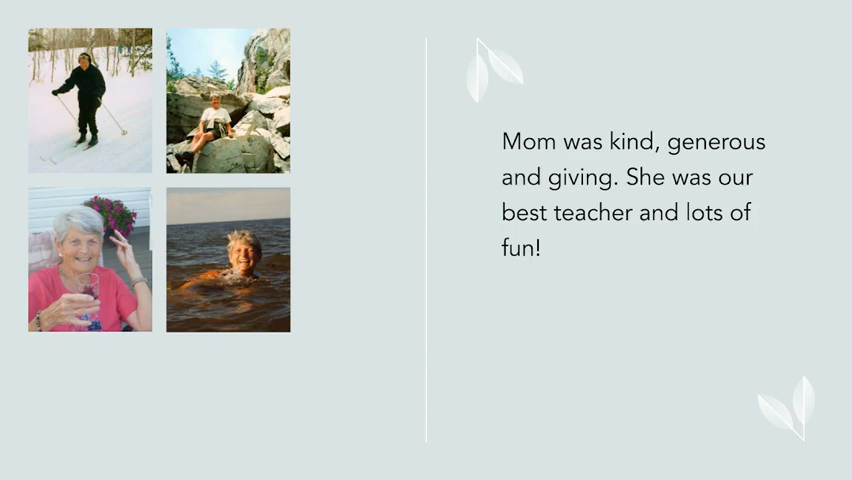 Mom was kind, generous
and giving. She was our
best teacher and lots of
fun!